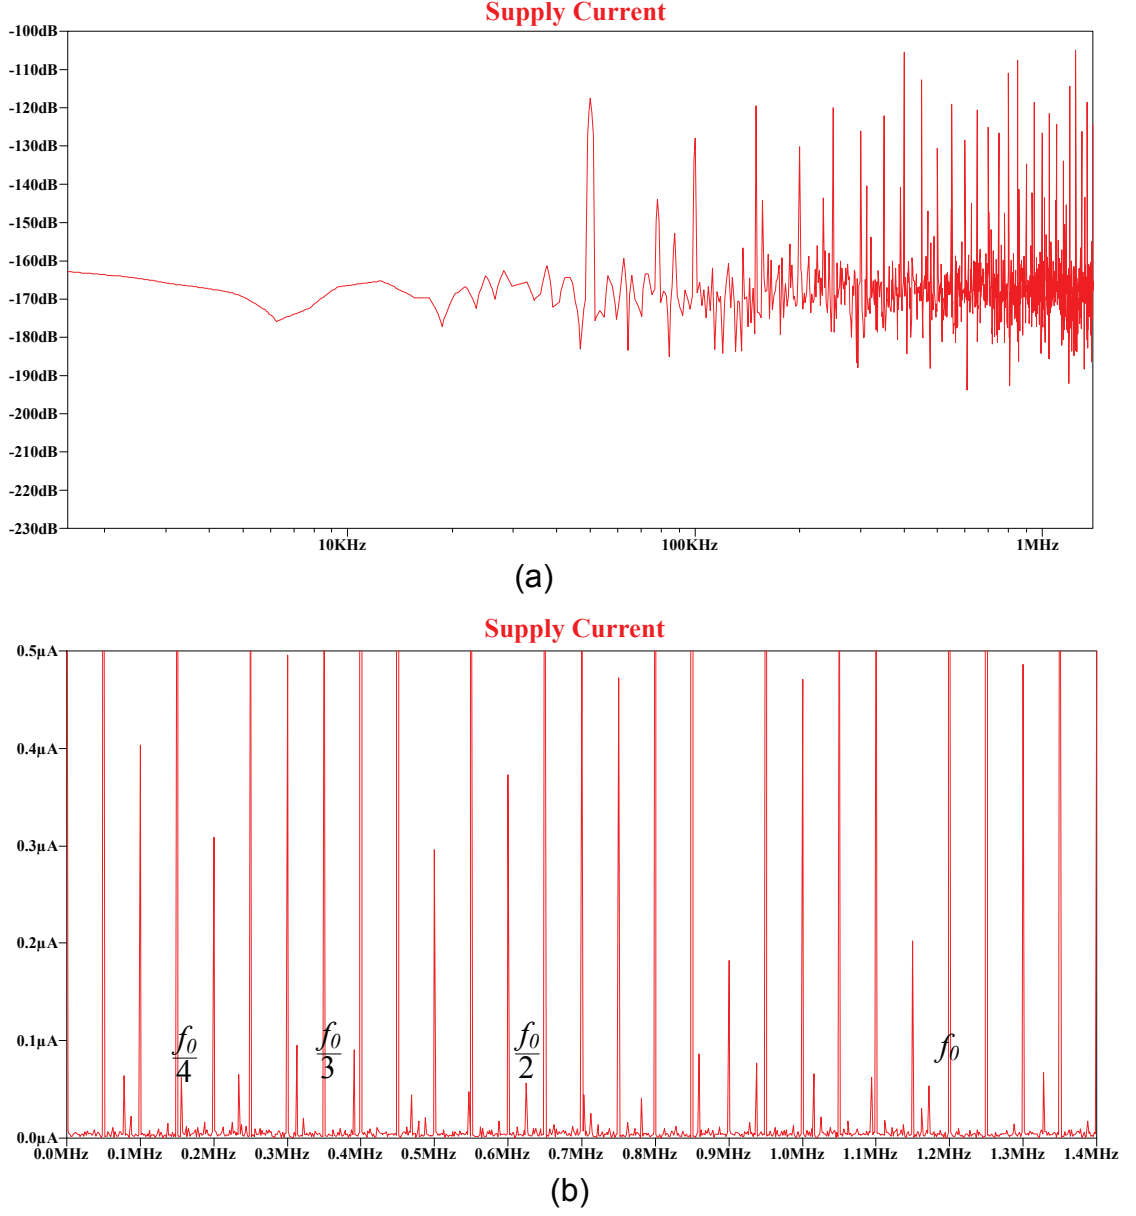 Supply Current
-100dB
-110dB
-120dB
-130dB
-140dB
-150dB
-160dB
-170dB
-180dB
-190dB
-200dB
-210dB
-220dB
-230dB
10KHz 100KHz 1MHz
(a)
Supply Current
0.5µA
0.4µA
0.3µA
0.2µA
0.1µA
0.0µA
f0/4 f0/3 f0/2 f0
0.0MHz 0.1MHz 0.2MHz 0.3MHz 0.4MHz 0.5MHz 0.6MHz 0.7MHz 0.8MHz 0.9MHz 1.0MHz 1.1MHz 1.2MHz 1.3MHz 1.4MHz
(b)